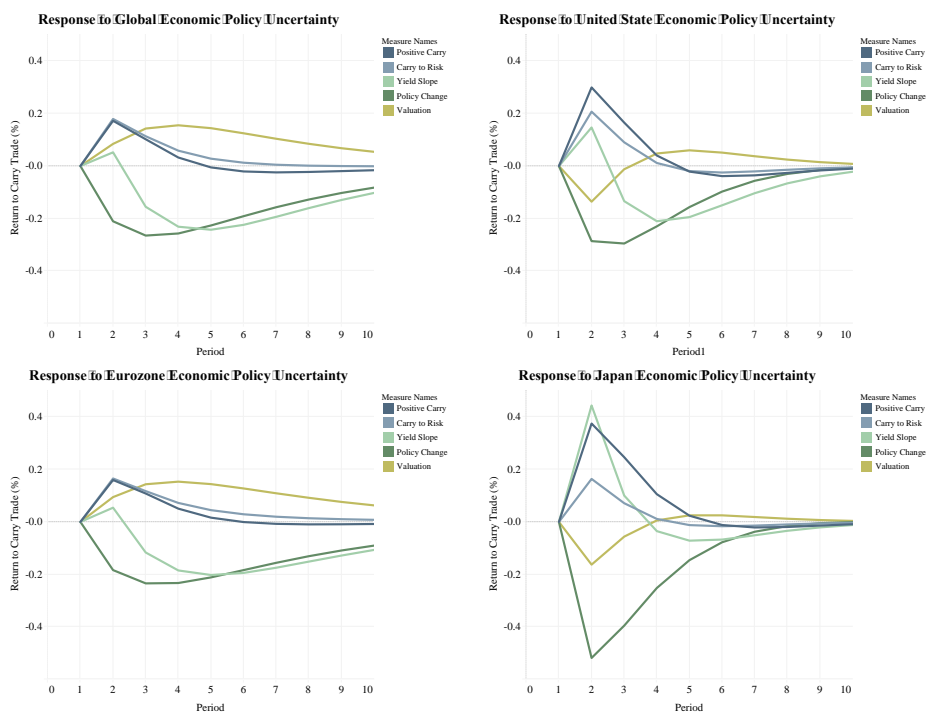 Response to Global Economic Policy Uncertainty
Measure Names
Positive Carry
Carry to Risk
Yield Slope
Policy Change
Valuation
Return to Carry Trade (%)
0.4
0.2
-0.0
-0.2
-0.4
0 1 2 3 4 5 6 7 8 9 10
Period
Response to United State Economic Policy Uncertainty
Measure Names
Positive Carry
Carry to Risk
Yield Slope
Policy Change
Valuation
Return to Carry Trade (%)
0.4
0.2
-0.0
-0.2
-0.4
0 1 2 3 4 5 6 7 8 9 10
Period1
Response to Eurozone Economic Policy Uncertainty
Measure Names
Positive Carry
Carry to Risk
Yield Slope
Policy Change
Valuation
Return to Carry Trade (%)
0.4
0.2
-0.0
-0.2
-0.4
0 1 2 3 4 5 6 7 8 9 10
Period
Response to Japan Economic Policy Uncertainty
Measure Names
Positive Carry
Carry to Risk
Yield Slope
Policy Change
Valuation
Return to Carry Trade (%)
0.4
0.2
-0.0
-0.2
-0.4
0 1 2 3 4 5 6 7 8 9 10
Period